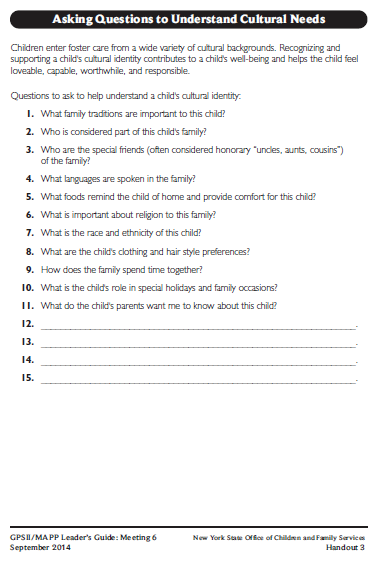 Asking Questions to Understand Cultural Needs
Children enter foster care from a wide variety of cultural backgrounds. Recognizing and
supporting a child's cultural identity contributes to a child's well-being and helps the child feel
loveable, capable, worthwhile, and responsible.
Questions to ask to help understand a child's cultural identity:
1. What family traditions are important to this child?
2. Who is considered part of this child's family?
3. Who are the special friends (often considered honorary "uncles, aunts, cousins")
of the family?
4. What languages are spoken in the family?
5. What foods remind the child of home and provide comfort for this child?
6. What is important about religion to this family?
7. What is the race and ethnicity of this child?
8. What are the child's clothing and hair style preferences?
9. How does the family spend time together?
10. What is the child's role in special holidays and family occasions?
11. What do the child's parents want me to know about this child?
12. ______________________________.
13. ______________________________.
14. ______________________________.
15. ______________________________.
GPSII/MAPP Leader's Guide: Meeting 6 New York State Office of Children and Family Services
September 2014 Handout 3